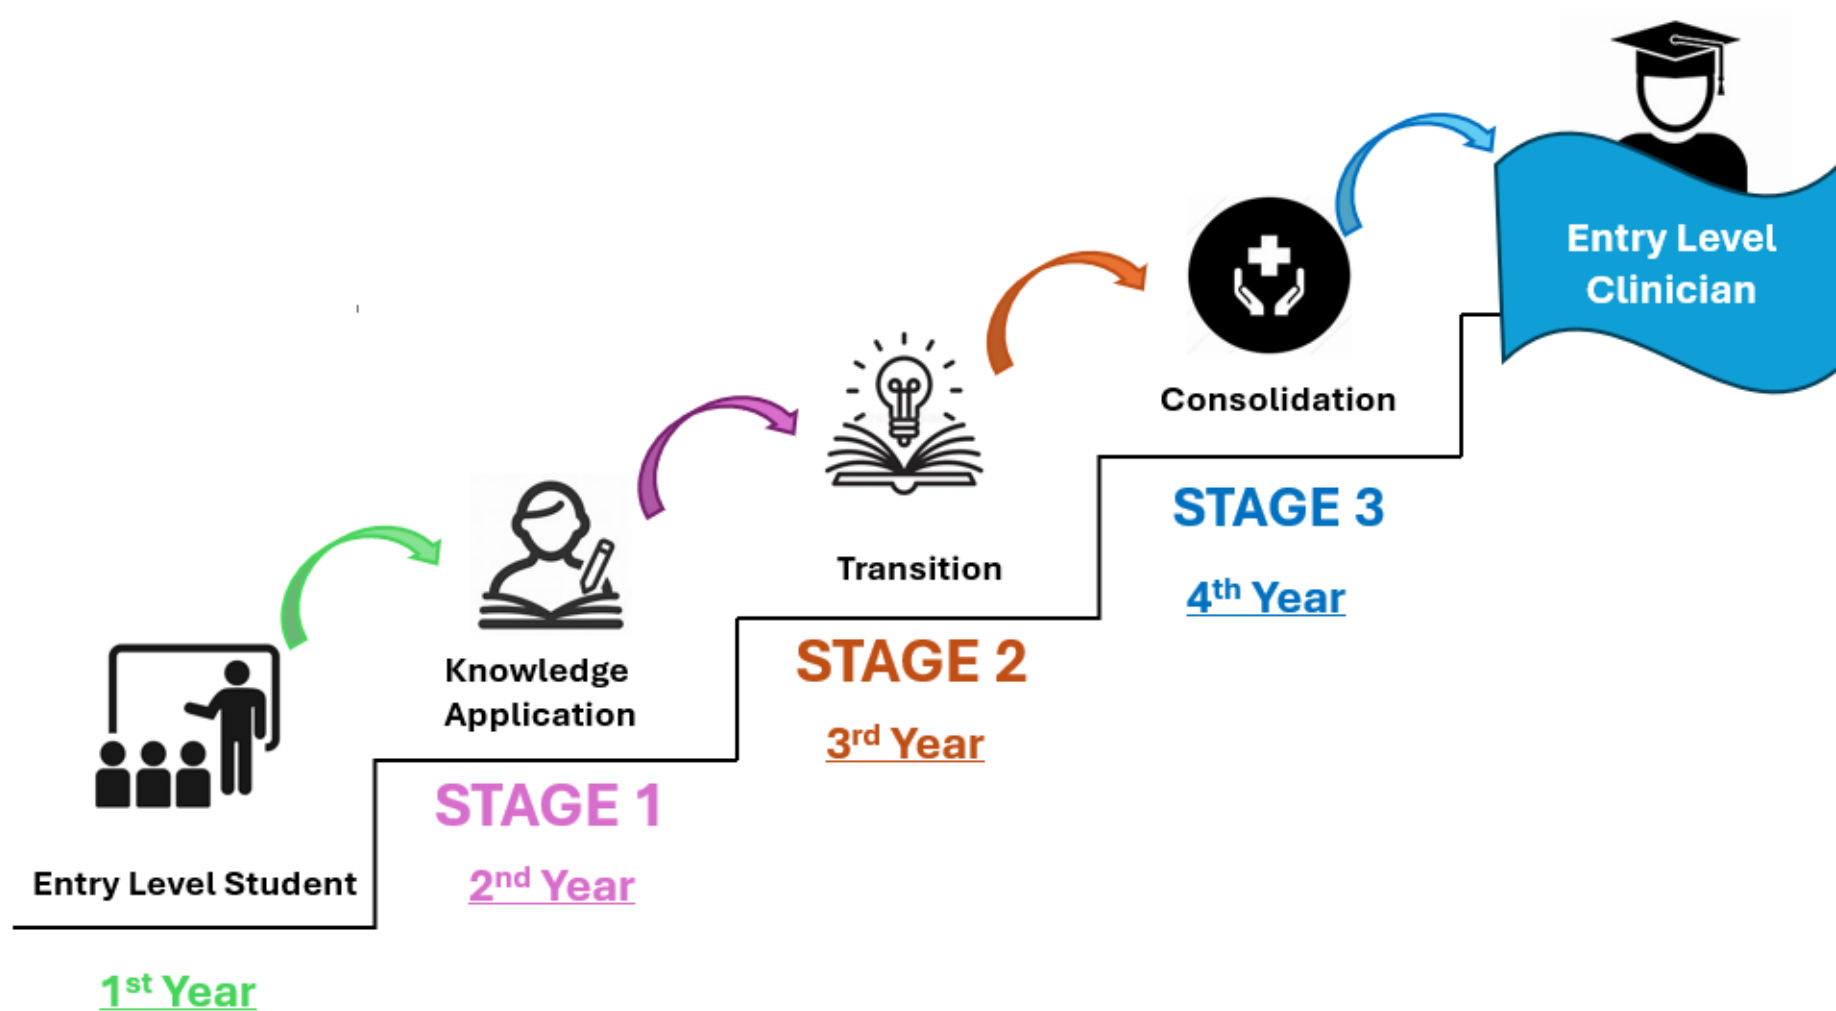 Entry Level Student
1st Year
Knowledge
Application
STAGE 1
2nd Year
Transition
STAGE 2
3rd Year
Consolidation
STAGE 3
4th Year
Entry Level
Clinician